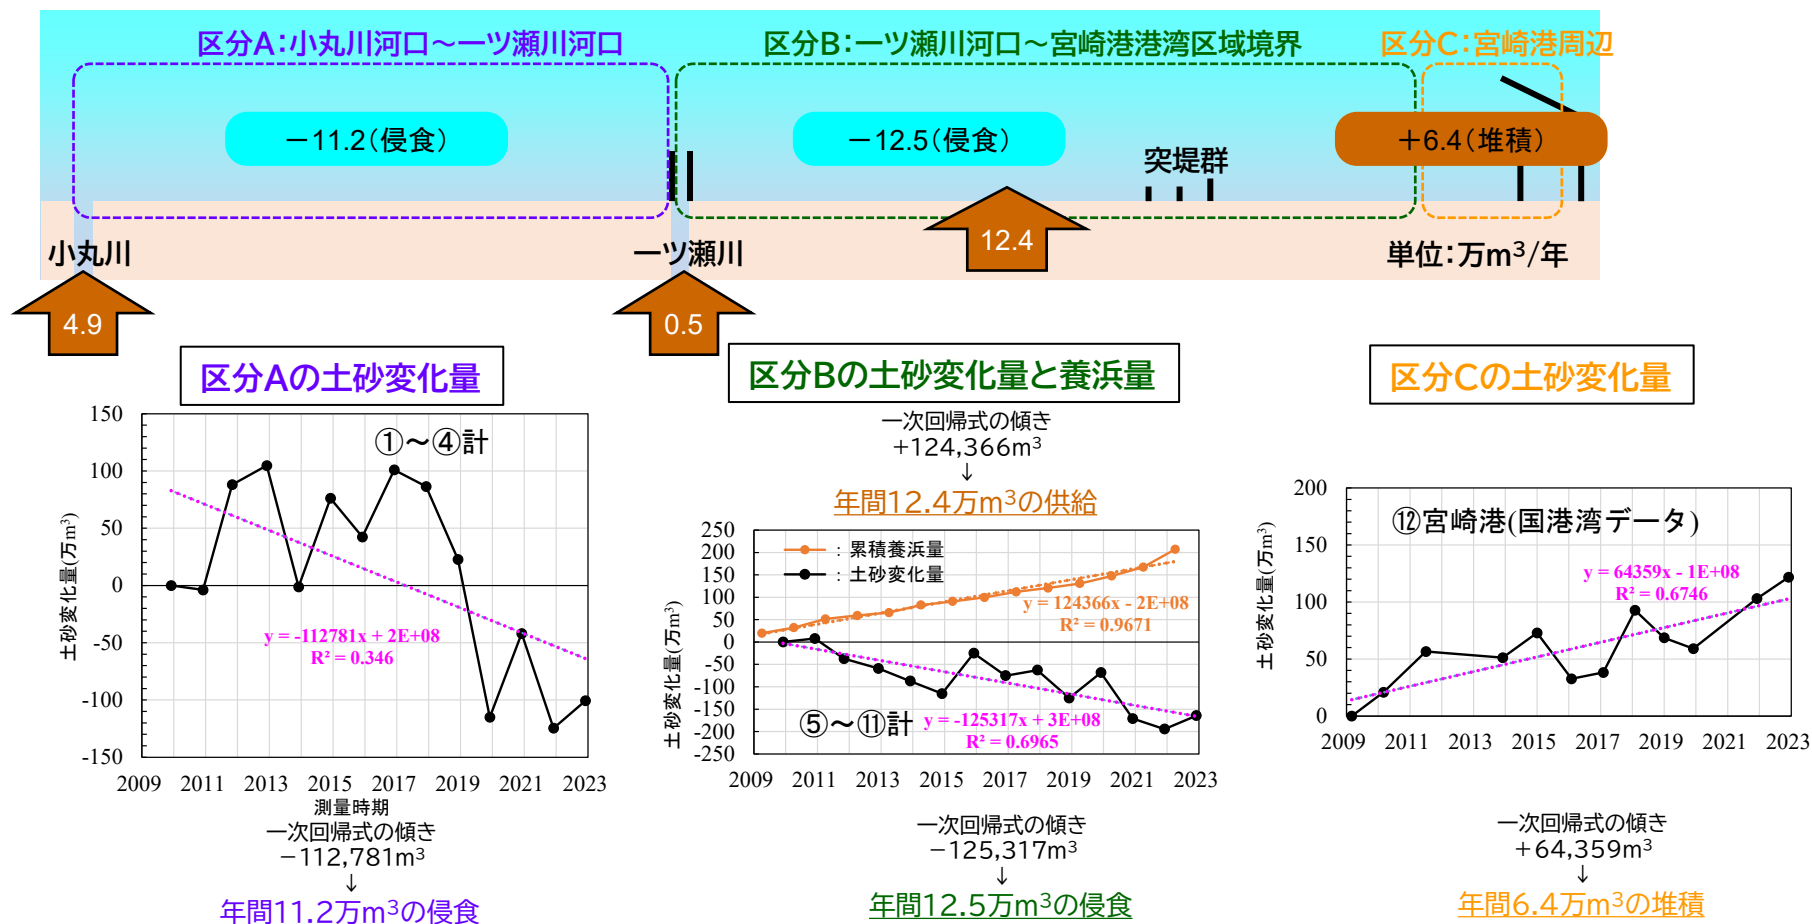 区分A:小丸川河口～一ツ瀬川河口
区分B:一ツ瀬川河口～宮崎港港湾区域境界
区分C:宮崎港周辺
－11.2(侵食)
－12.5(侵食)
＋6.4(堆積)
突堤群
小丸川
一ツ瀬川
12.4
単位:万m³/年
4.9
0.5
区分Aの土砂変化量
①～④計
土砂変化量(万m³)
150
100
50
0
-50
-100
-150
y = -112781x + 2E+08
R² = 0.346
2009 2011 2013 2015 2017 2019 2021 2023
測量時期
一次回帰式の傾き
－112,781m³
↓
年間11.2万m³の侵食
区分Bの土砂変化量と養浜量
一次回帰式の傾き
+124,366m³
↓
年間12.4万m³の供給
土砂変化量(万m³)
250
200
150
100
50
0
-50
-100
-150
-200
-250
：累積養浜量
：土砂変化量
y = 124366x - 2E+08
R² = 0.9671
⑤～⑪計
y = -125317x + 3E+08
R² = 0.6965
2009 2011 2013 2015 2017 2019 2021 2023
一次回帰式の傾き
－125,317m³
↓
年間12.5万m³の侵食
区分Cの土砂変化量
⑫宮崎港(国港湾データ)
土砂変化量(万m³)
200
150
100
50
0
y = 64359x - 1E+08
R² = 0.6746
2009 2011 2013 2015 2017 2019 2021 2023
一次回帰式の傾き
+64,359m³
↓
年間6.4万m³の堆積